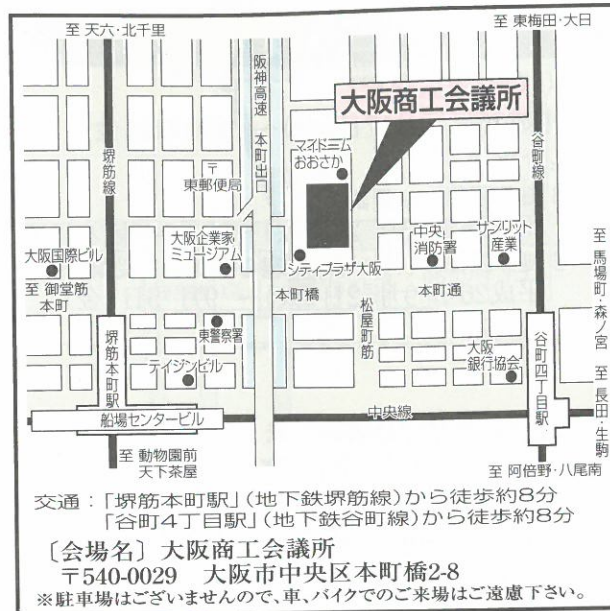 至 天六・北千里
至 東梅田・大日
阪神高速 本町出口
大阪商工会議所
マイドームおおさか
堺筋線
谷町線
〒
東郵便局
大阪企業家
ミュージアム
中央
消防署
サンリット
産業
大阪国際ビル
シティプラザ大阪
至 御堂筋
本町
本町橋
本町通
松屋町筋
至 馬場町・森ノ宮
東警察署
堺筋本町駅
テイジンビル
大阪
銀行協会
谷町四丁目駅
至 長田・生駒
船場センタービル
中央線
至 動物園前
天下茶屋
至 阿倍野・八尾南
交通：「堺筋本町駅」（地下鉄堺筋線）から徒歩約8分
「谷町4丁目駅」（地下鉄谷町線）から徒歩約8分
〔会場名〕大阪商工会議所
〒540-0029 大阪市中央区本町橋2-8
※駐車場はございませんので、車、バイクでのご来場はご遠慮下さい。